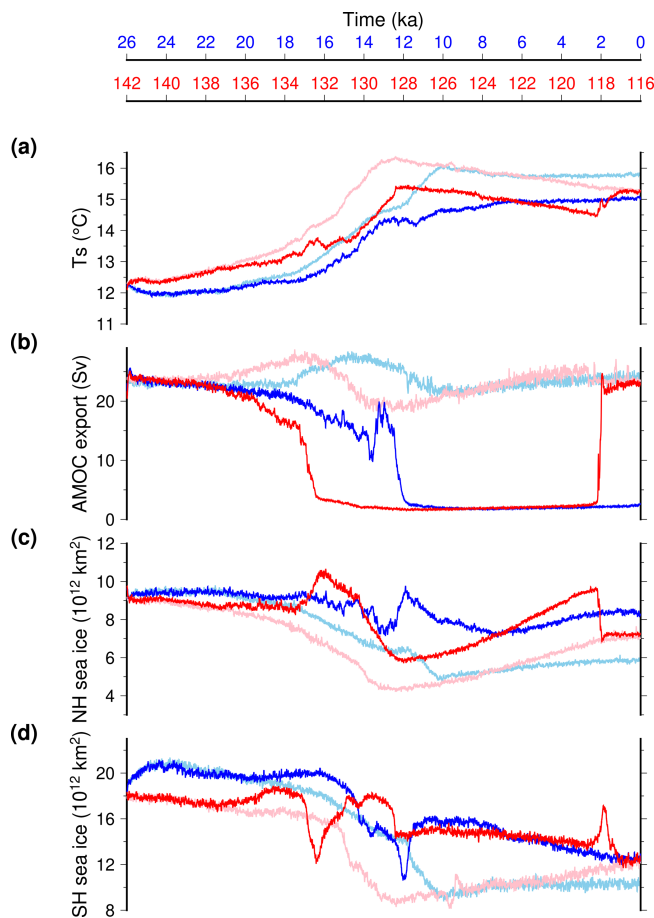 Time (ka)
26 24 22 20 18 16 14 12 10 8 6 4 2 0
142 140 138 136 134 132 130 128 126 124 122 120 118 116
(a)
16
15
14
13
12
11
Ts (°C)
(b)
20
10
0
AMOC export (Sv)
(c)
12
10
8
6
4
NH sea ice (10¹² km²)
(d)
20
16
12
8
SH sea ice (10¹² km²)